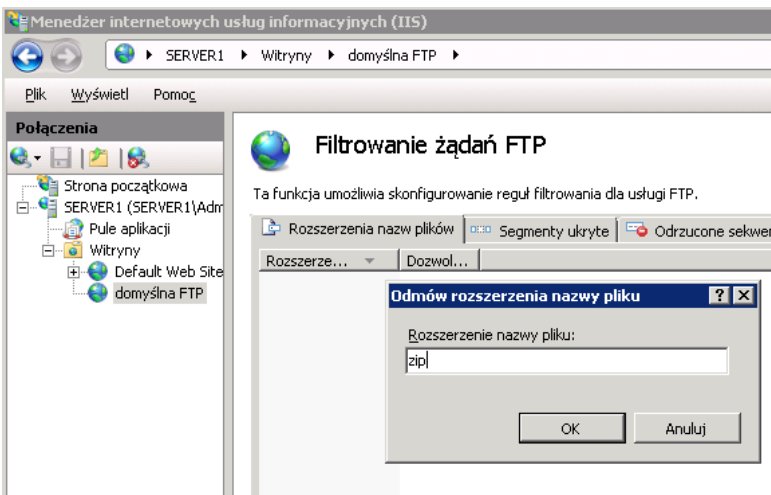 Menedżer internetowych usług informacyjnych (IIS)
SERVER1 Witryny domyślna FTP
Plik Wyświetl Pomoc
Połączenia
Strona początkowa
SERVER1 (SERVER1\Adm
Pule aplikacji
Witryny
Default Web Site
domyślna FTP
Filtrowanie żądań FTP
Ta funkcja umożliwia skonfigurowanie reguł filtrowania dla usługi FTP.
Rozszerzenia nazw plików Segmenty ukryte Odrzucone sekwen
Rozszerze... Dozwol...
Odmów rozszerzenia nazwy pliku
Rozszerzenie nazwy pliku:
zip
OK Anuluj